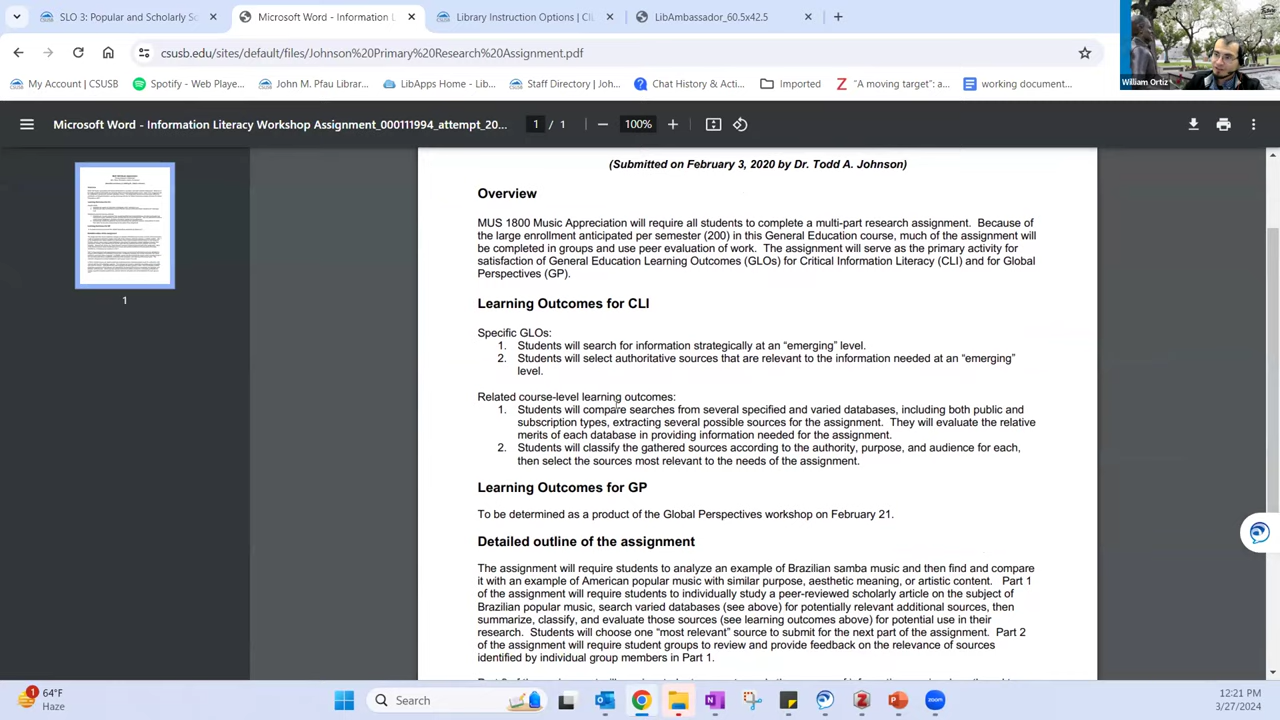 SLO 3: Popular and Scholarly So
Microsoft Word - Information L
Library Instruction Options | CLI
LibAmbassador_60.5x42.5
csusb.edu/sites/default/files/Johnson%20Primary%20Research%20Assignment.pdf
My Account | CSUSB
Spotify - Web Playe...
John M. Pfau Librar...
LibApps Home - Lib...
Staff Directory | Joh...
Chat History & Acti...
Imported
"A moving target": a...
working document...
William Ortiz
Microsoft Word - Information Literacy Workshop Assignment_000111994_attempt_20...
1 / 1
100%
1
(Submitted on February 3, 2020 by Dr. Todd A. Johnson)
Overview
MUS 1800 Music Appreciation will require all students to complete a multi-part research assignment. Because of
the large enrollment anticipated per semester (200) in this General Education course, much of the assignment will
be completed in groups and use peer evaluation of work. The assignment will serve as the primary activity for
satisfaction of General Education Learning Outcomes (GLOs) for Critical Information Literacy (CLI) and for Global
Perspectives (GP).
Learning Outcomes for CLI
Specific GLOs:
1. Students will search for information strategically at an “emerging” level.
2. Students will select authoritative sources that are relevant to the information needed at an “emerging”
level.
Related course-level learning outcomes:
1. Students will compare searches from several specified and varied databases, including both public and
subscription types, extracting several possible sources for the assignment. They will evaluate the relative
merits of each database in providing information needed for the assignment.
2. Students will classify the gathered sources according to the authority, purpose, and audience for each,
then select the sources most relevant to the needs of the assignment.
Learning Outcomes for GP
To be determined as a product of the Global Perspectives workshop on February 21.
Detailed outline of the assignment
The assignment will require students to analyze an example of Brazilian samba music and then find and compare
it with an example of American popular music with similar purpose, aesthetic meaning, or artistic content. Part 1
of the assignment will require students to individually study a peer-reviewed scholarly article on the subject of
Brazilian popular music, search varied databases (see above) for potentially relevant additional sources, then
summarize, classify, and evaluate those sources (see learning outcomes above) for potential use in their
research. Students will choose one “most relevant” source to submit for the next part of the assignment. Part 2
of the assignment will require student groups to review and provide feedback on the relevance of sources
identified by individual group members in Part 1.
1
64°F
Haze
Search
zoom
12:21 PM
3/27/2024